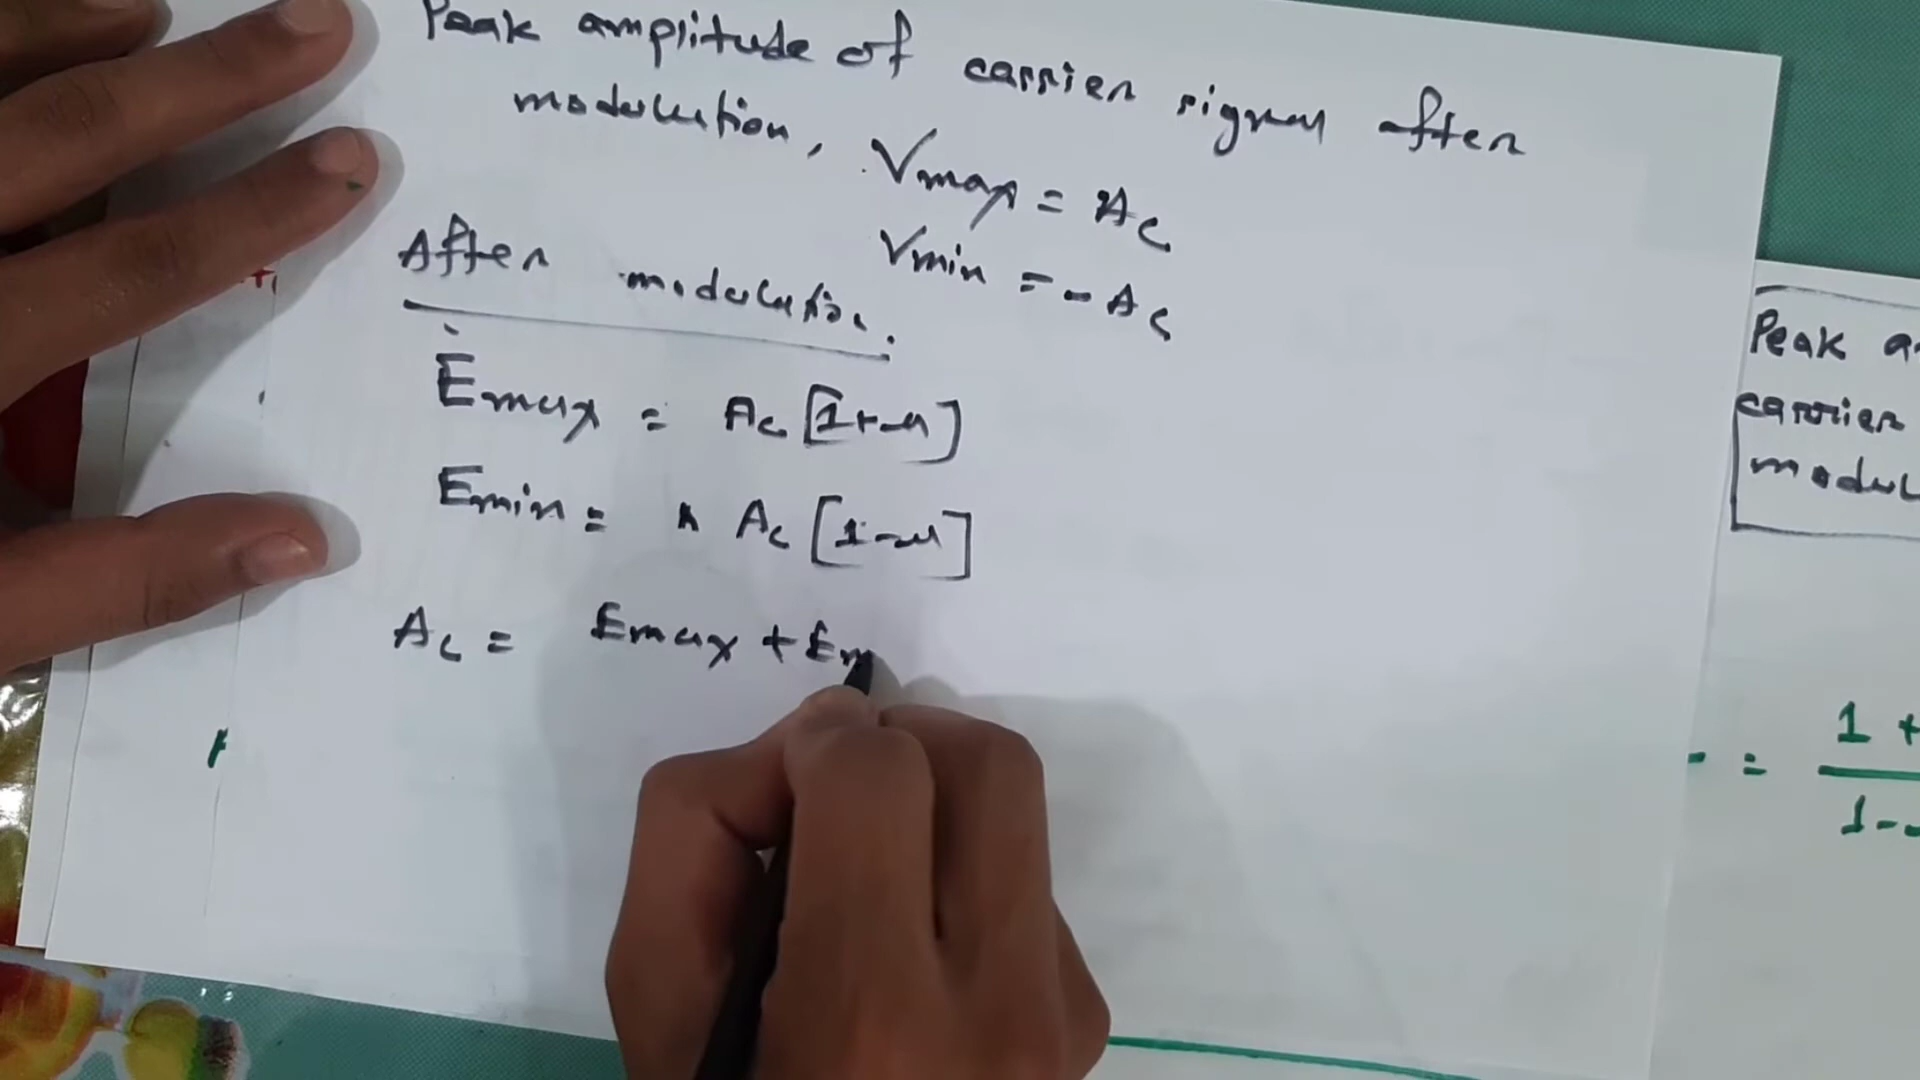 Peak amplitude of carrier signal after
modulation, Vmax = Ac
Vmin = - Ac
After modulation.
Emax = Ac [1+μ]
Emin = Ac [1-μ]
Ac = Emax + Em
Peak a
carrier
modul
= 1 +
1-